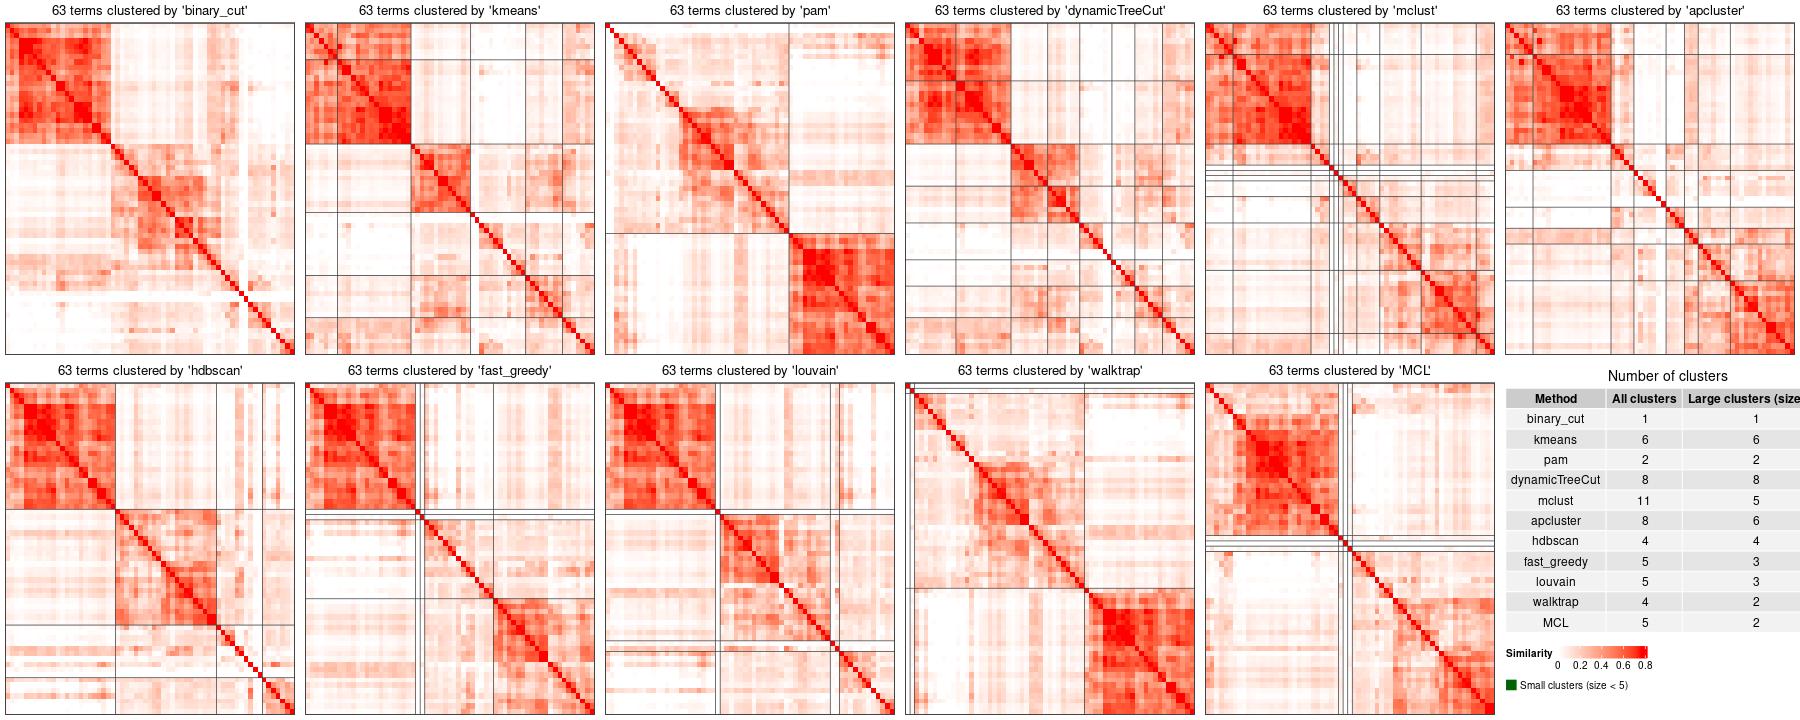 63 terms clustered by 'binary_cut'
63 terms clustered by 'kmeans'
63 terms clustered by 'pam'
63 terms clustered by 'dynamicTreeCut'
63 terms clustered by 'mclust'
63 terms clustered by 'apcluster'
63 terms clustered by 'hdbscan'
63 terms clustered by 'fast_greedy'
63 terms clustered by 'louvain'
63 terms clustered by 'walktrap'
63 terms clustered by 'MCL'
Number of clusters
Method All clusters Large clusters (size
binary_cut 1 1
kmeans 6 6
pam 2 2
dynamicTreeCut 8 8
mclust 11 5
apcluster 8 6
hdbscan 4 4
fast_greedy 5 3
louvain 5 3
walktrap 4 2
MCL 5 2
Similarity
0 0.2 0.4 0.6 0.8
Small clusters (size < 5)